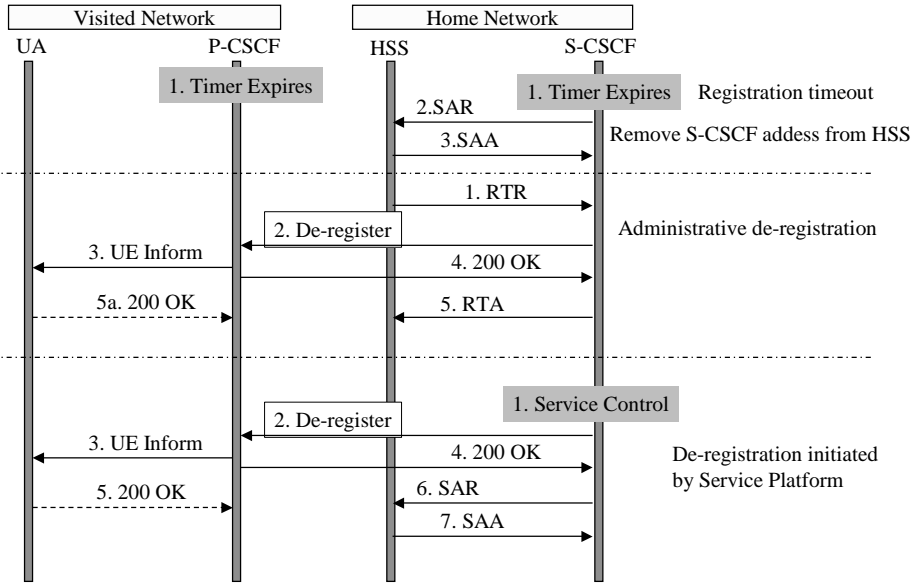 Visited Network
Home Network
UA
P-CSCF
HSS
S-CSCF
1. Timer Expires
1. Timer Expires
Registration timeout
2.SAR
Remove S-CSCF addess from HSS
3.SAA
1. RTR
2. De-register
Administrative de-registration
3. UE Inform
4. 200 OK
5a. 200 OK
5. RTA
1. Service Control
2. De-register
3. UE Inform
4. 200 OK
De-registration initiated
by Service Platform
5. 200 OK
6. SAR
7. SAA